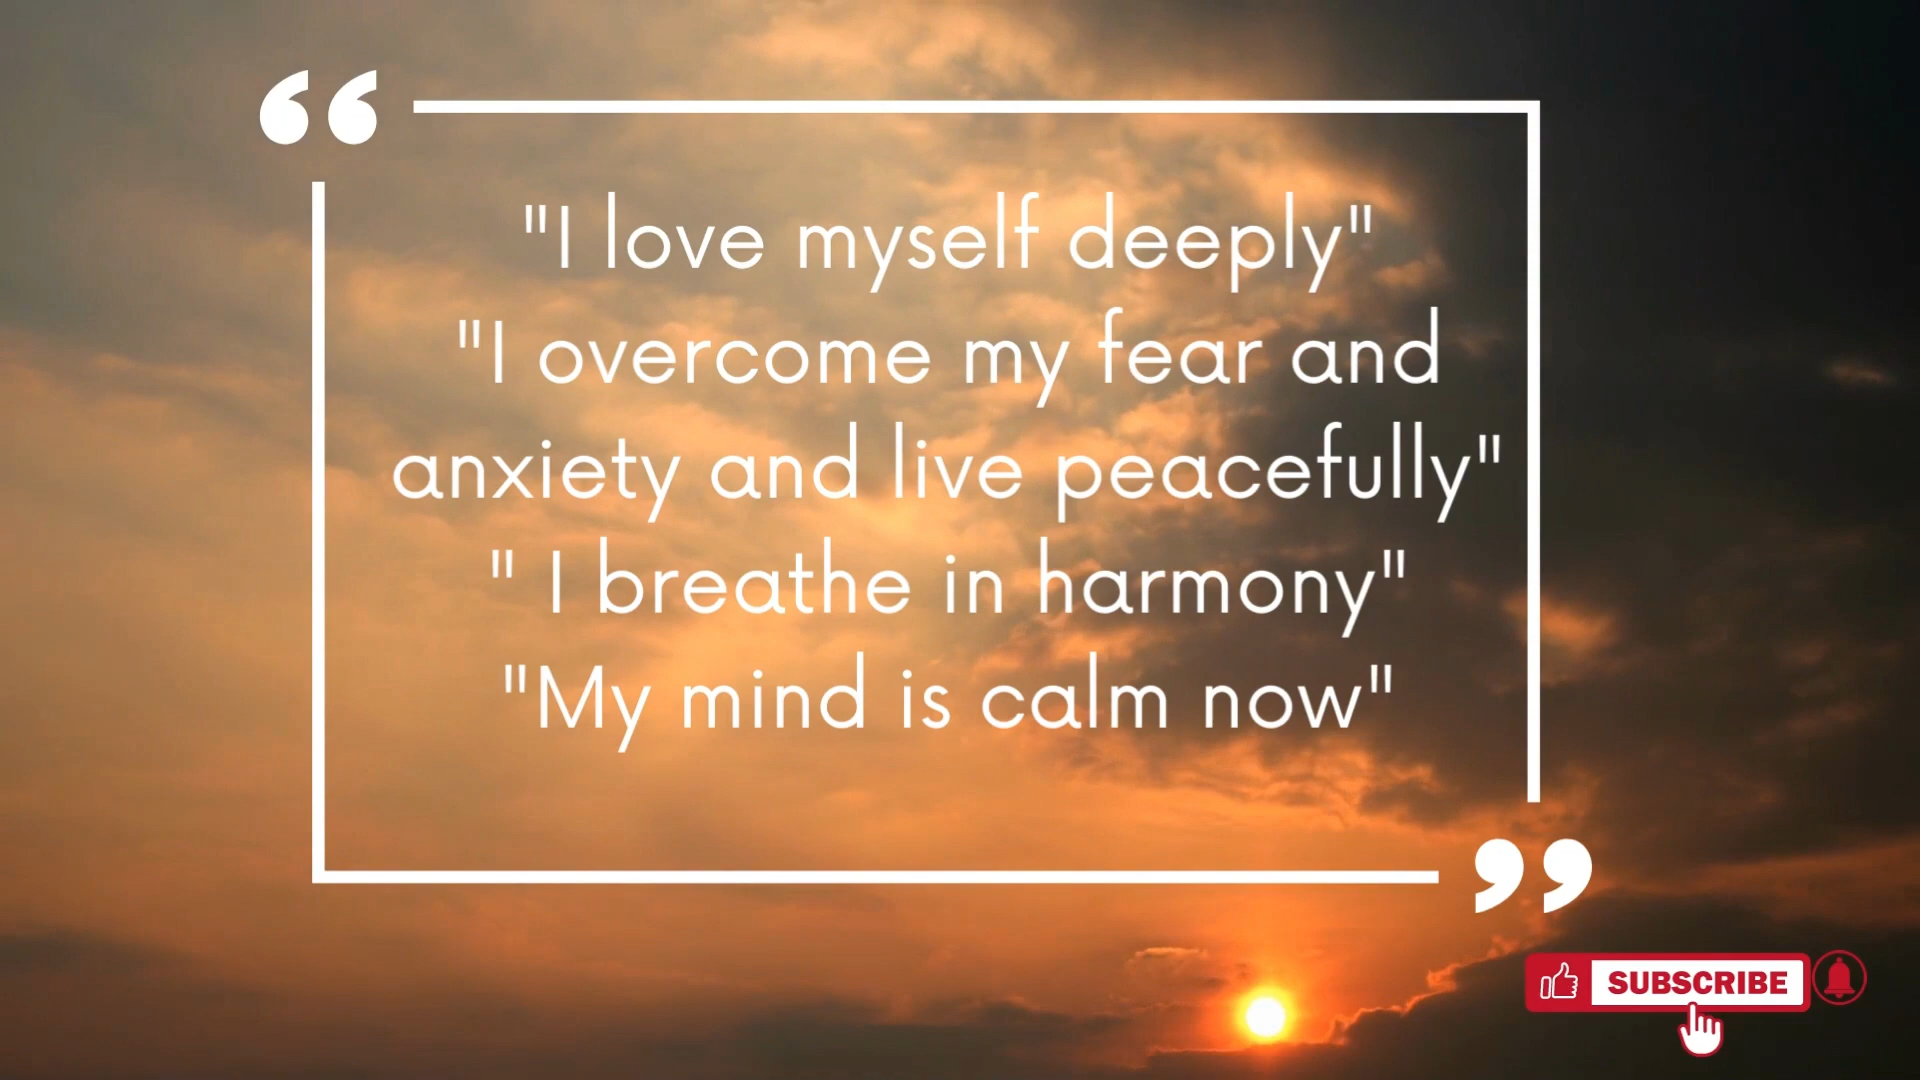 "I love myself deeply"
"I overcome my fear and
anxiety and live peacefully"
" I breathe in harmony"
"My mind is calm now"
SUBSCRIBE